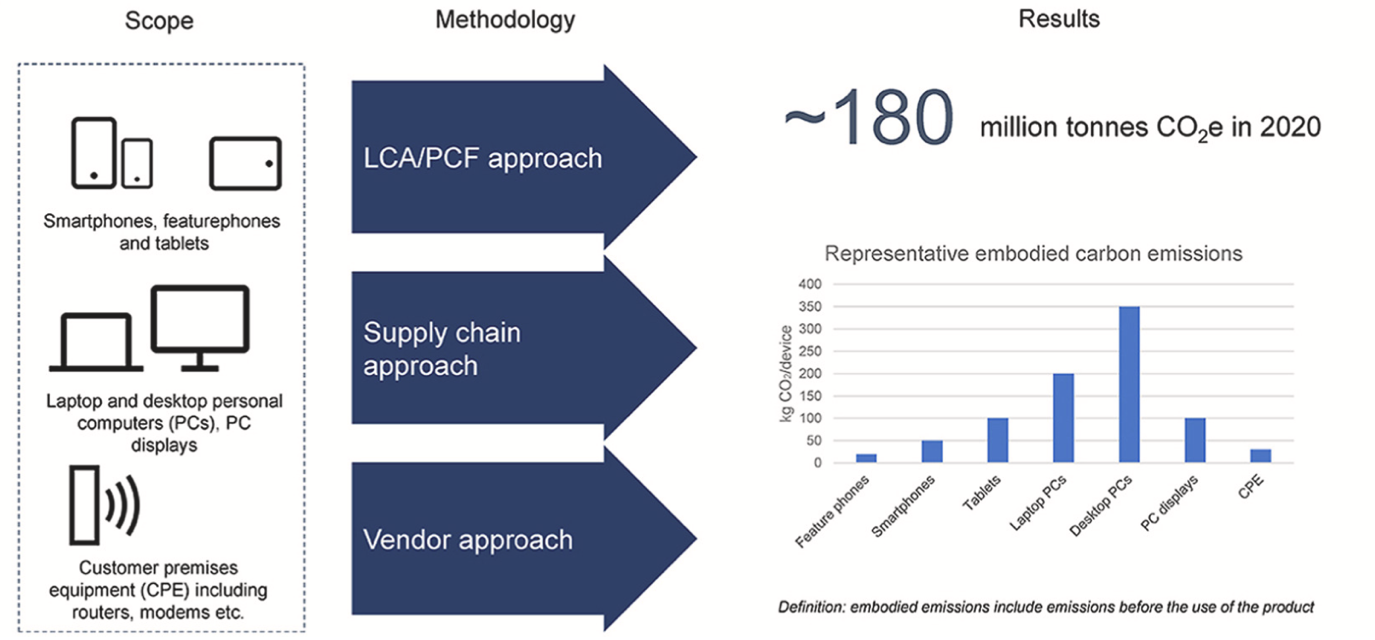 Scope
Methodology
Results
Smartphones, featurephones
and tablets
Laptop and desktop personal
computers (PCs), PC
displays
Customer premises
equipment (CPE) including
routers, modems etc.
LCA/PCF approach
Supply chain
approach
Vendor approach
~180 million tonnes CO₂e in 2020
Representative embodied carbon emissions
kg CO₂/device
400
350
300
250
200
150
100
50
0
Feature phones
Smartphones
Tablets
Laptop PCs
Desktop PCs
PC displays
CPE
Definition: embodied emissions include emissions before the use of the product